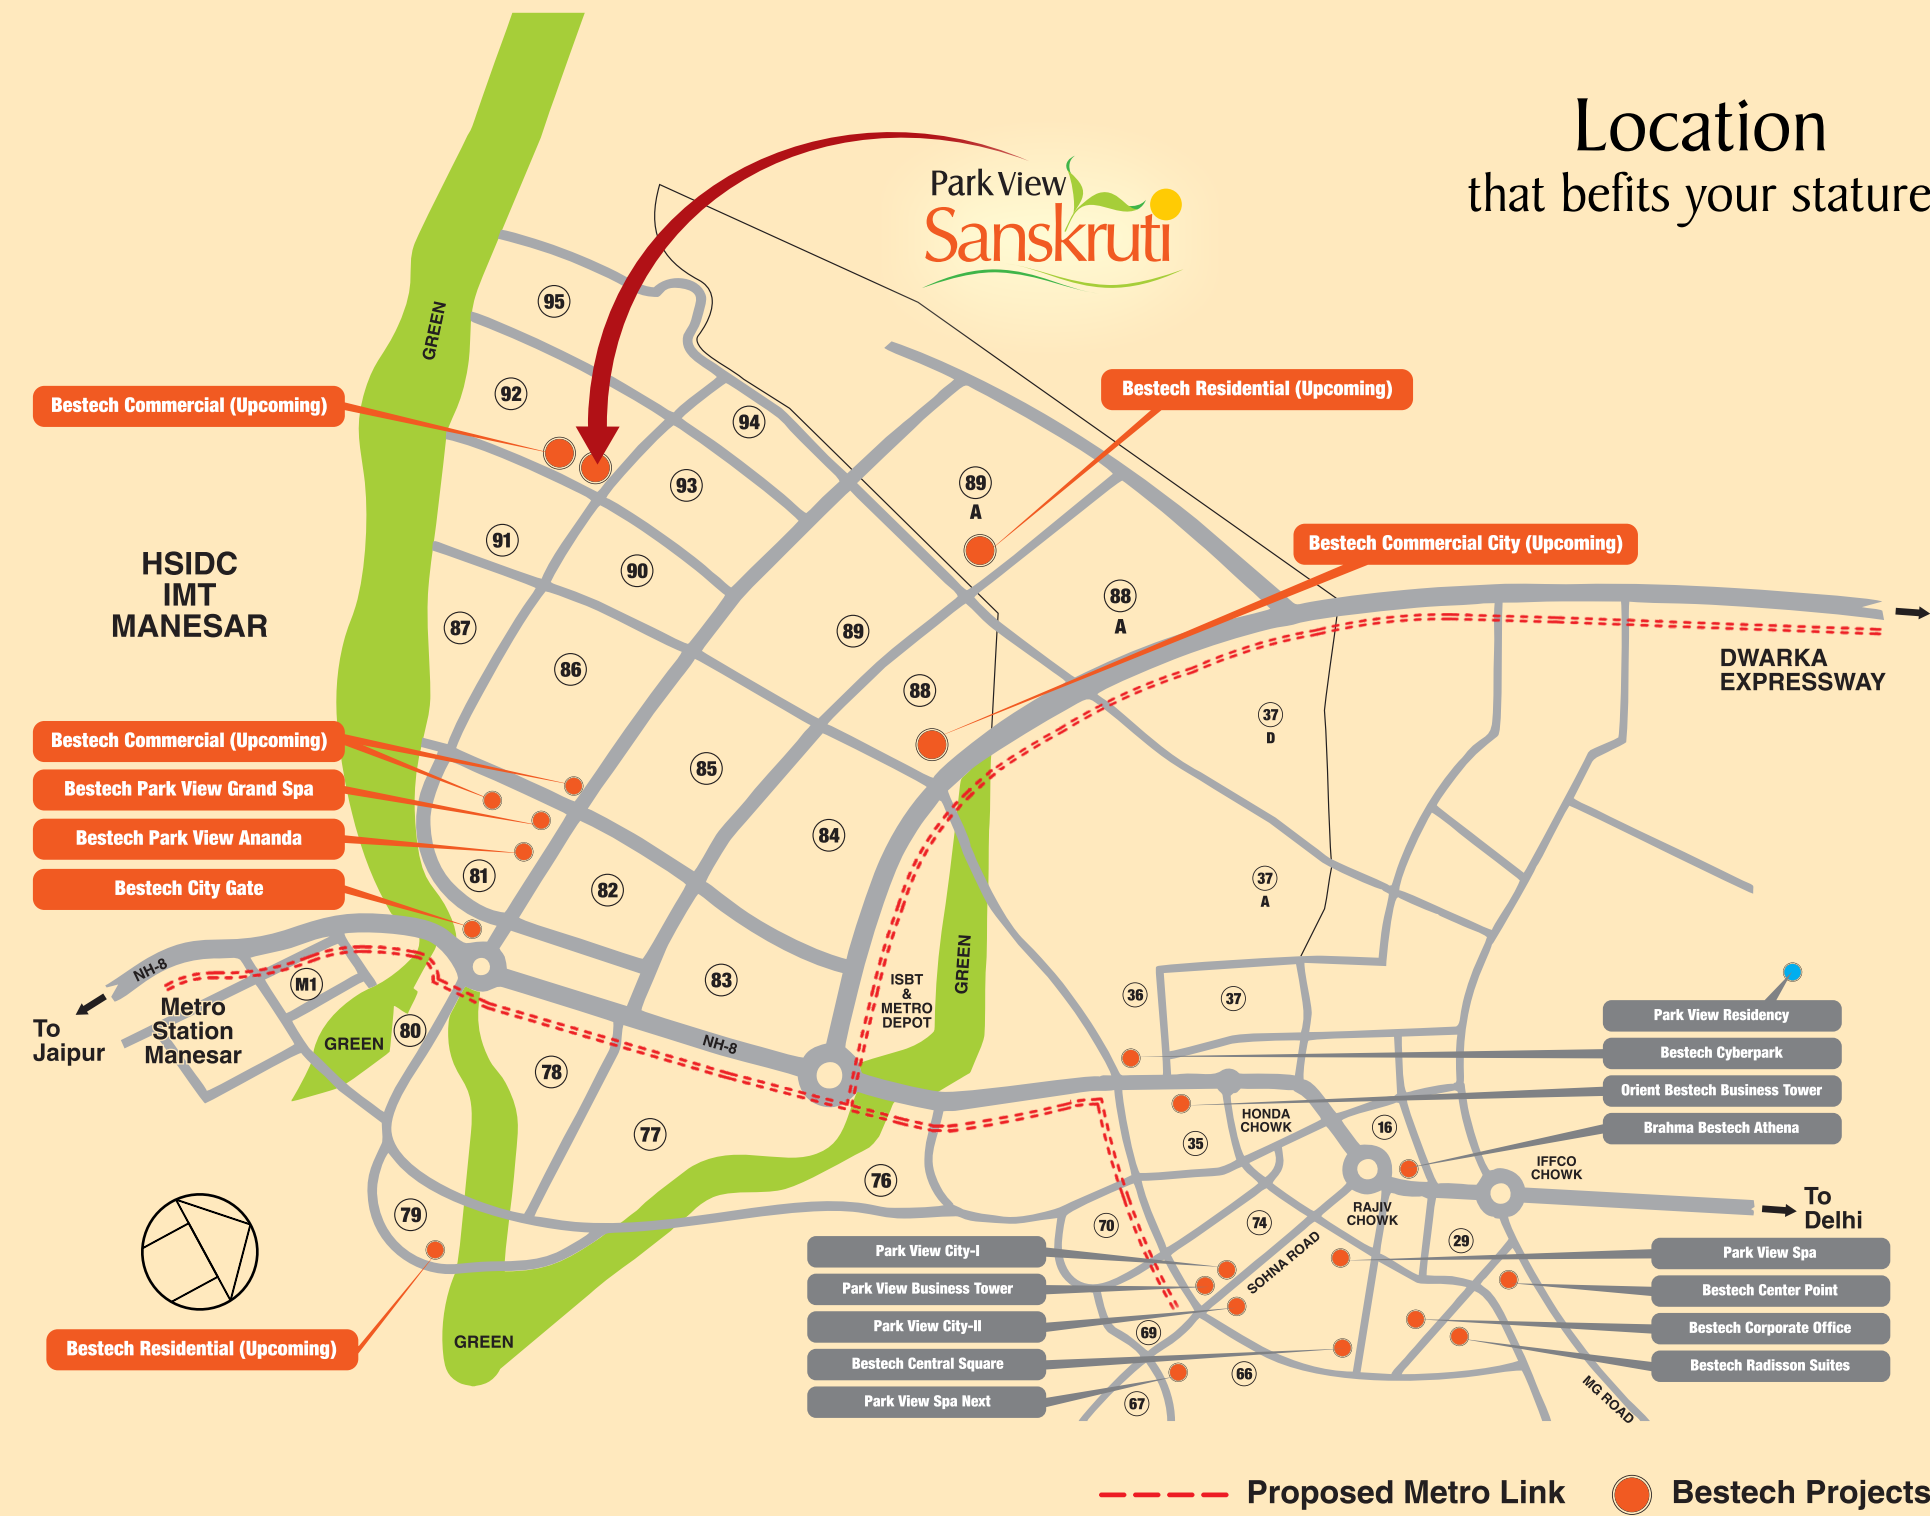 Location
that befits your stature
Park View
Sanskruti
95
GREEN
92
Bestech Commercial (Upcoming)
94
Bestech Residential (Upcoming)
93
89
A
91
Bestech Commercial City (Upcoming)
HSIDC
IMT
MANESAR
90
88
A
87
89
86
88
DWARKA
EXPRESSWAY
37
D
Bestech Commercial (Upcoming)
85
Bestech Park View Grand Spa
84
Bestech Park View Ananda
81
82
37
A
Bestech City Gate
NH-8
M1
GREEN
83
ISBT
&
METRO
DEPOT
36
37
To
Jaipur
Metro
Station
Manesar
GREEN
80
NH-8
78
77
Park View Residency
Bestech Cyberpark
Orient Bestech Business Tower
Brahma Bestech Athena
HONDA
CHOWK
16
35
IFFCO
CHOWK
76
79
RAJIV
CHOWK
To
Delhi
70
74
29
SOHNA ROAD
Park View City-I
Park View Business Tower
Park View City-II
Bestech Central Square
Park View Spa Next
Park View Spa
Bestech Center Point
Bestech Corporate Office
Bestech Radisson Suites
Bestech Residential (Upcoming)
GREEN
69
66
67
MG ROAD
Proposed Metro Link
Bestech Projects